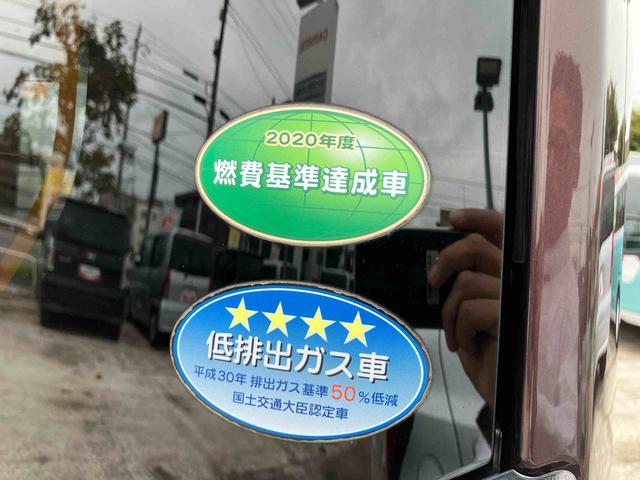 2020年度
燃費基準達成車
低排出ガス車
平成30年 排出ガス基準50%低減
国土交通大臣認定車